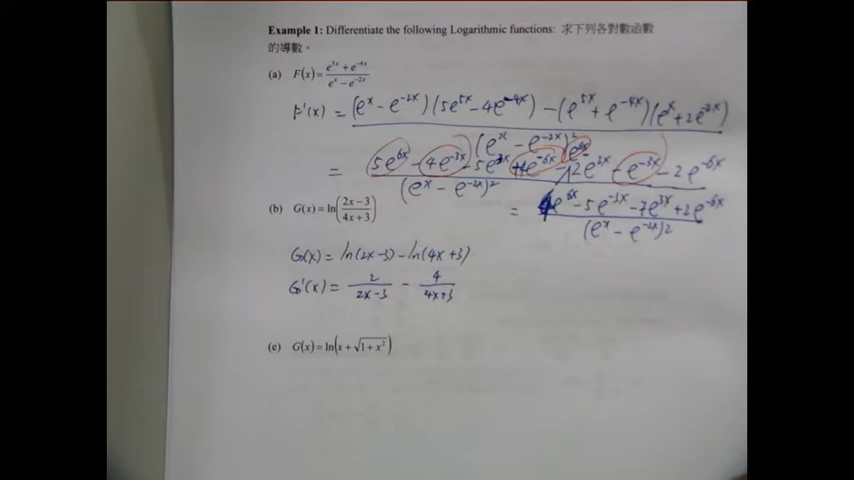 Example 1: Differentiate the following Logarithmic functions: 求下列各對數函數
的導數。
(a) F(x) = (e^{5x} + e^{-4x}) / (e^x - e^{-2x})
F'(x) = ((e^x - e^{-2x})(5e^{5x} - 4e^{-4x}) - (e^{5x} + e^{-4x})(e^x + 2e^{-2x})) / (e^x - e^{-2x})^2
= (5e^{6x} - 4e^{-3x} - 5e^{3x} + 4e^{-6x} - e^{6x} - 2e^{3x} - e^{-3x} - 2e^{-6x}) / (e^x - e^{-2x})^2
= (4e^{6x} - 5e^{-3x} - 7e^{3x} + 2e^{-6x}) / (e^x - e^{-2x})^2
(b) G(x) = ln((2x-3)/(4x+3))
G(x) = ln(2x-3) - ln(4x+3)
G'(x) = 2/(2x-3) - 4/(4x+3)
(c) G(x) = ln(x + √(1+x^2))